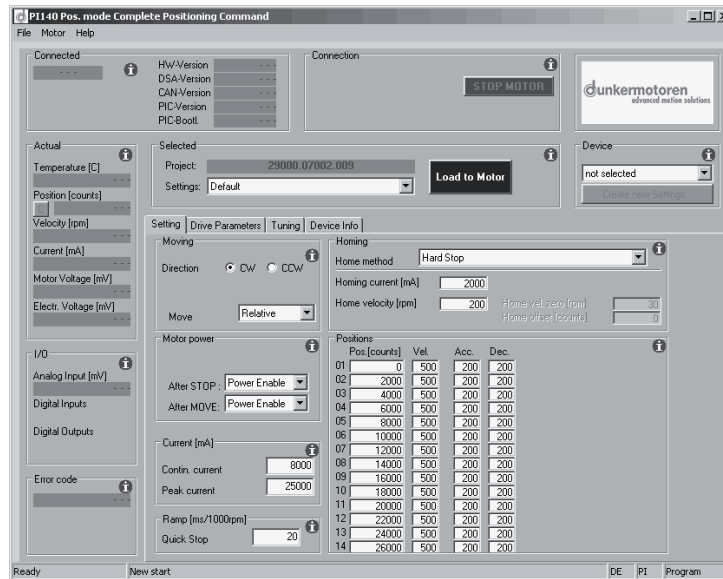 PI140 Pos. mode Complete Positioning Command
File Motor Help
Connected
- - -
HW-Version - - -
DSA-Version - - -
CAN-Version - - -
PIC-Version - - -
PIC-Bootl. - - -
Connection
STOP MOTOR
dunkermotoren
advanced motion solutions
Actual
Temperature [C]
- - -
Position [counts]
- - -
Velocity [rpm]
- - -
Current [mA]
- - -
Motor Voltage [mV]
- - -
Electr. Voltage [mV]
- - -
Selected
Project: 29000.07002.009
Settings: Default
Load to Motor
Device
not selected
Create new Settings...
Setting Drive Parameters Tuning Device Info
Moving
Direction CW CCW
Move Relative
Homing
Home method Hard Stop
Homing current [mA] 2000
Home velocity [rpm] 200 Home vel. zero [rpm] 30
Home offset [counts] 0
Motor power
After STOP : Power Enable
After MOVE: Power Enable
Current [mA]
Contin. current 8000
Peak current 25000
Ramp [ms/1000rpm]
Quick Stop 20
Positions
Pos.[counts] Vel. Acc. Dec.
01 0 500 200 200
02 2000 500 200 200
03 4000 500 200 200
04 6000 500 200 200
05 8000 500 200 200
06 10000 500 200 200
07 12000 500 200 200
08 14000 500 200 200
09 16000 500 200 200
10 18000 500 200 200
11 20000 500 200 200
12 22000 500 200 200
13 24000 500 200 200
14 26000 500 200 200
I/O
Analog Input [mV]
- - -
Digital Inputs
Digital Outputs
Error code
- - -
Ready New start DE PI Program